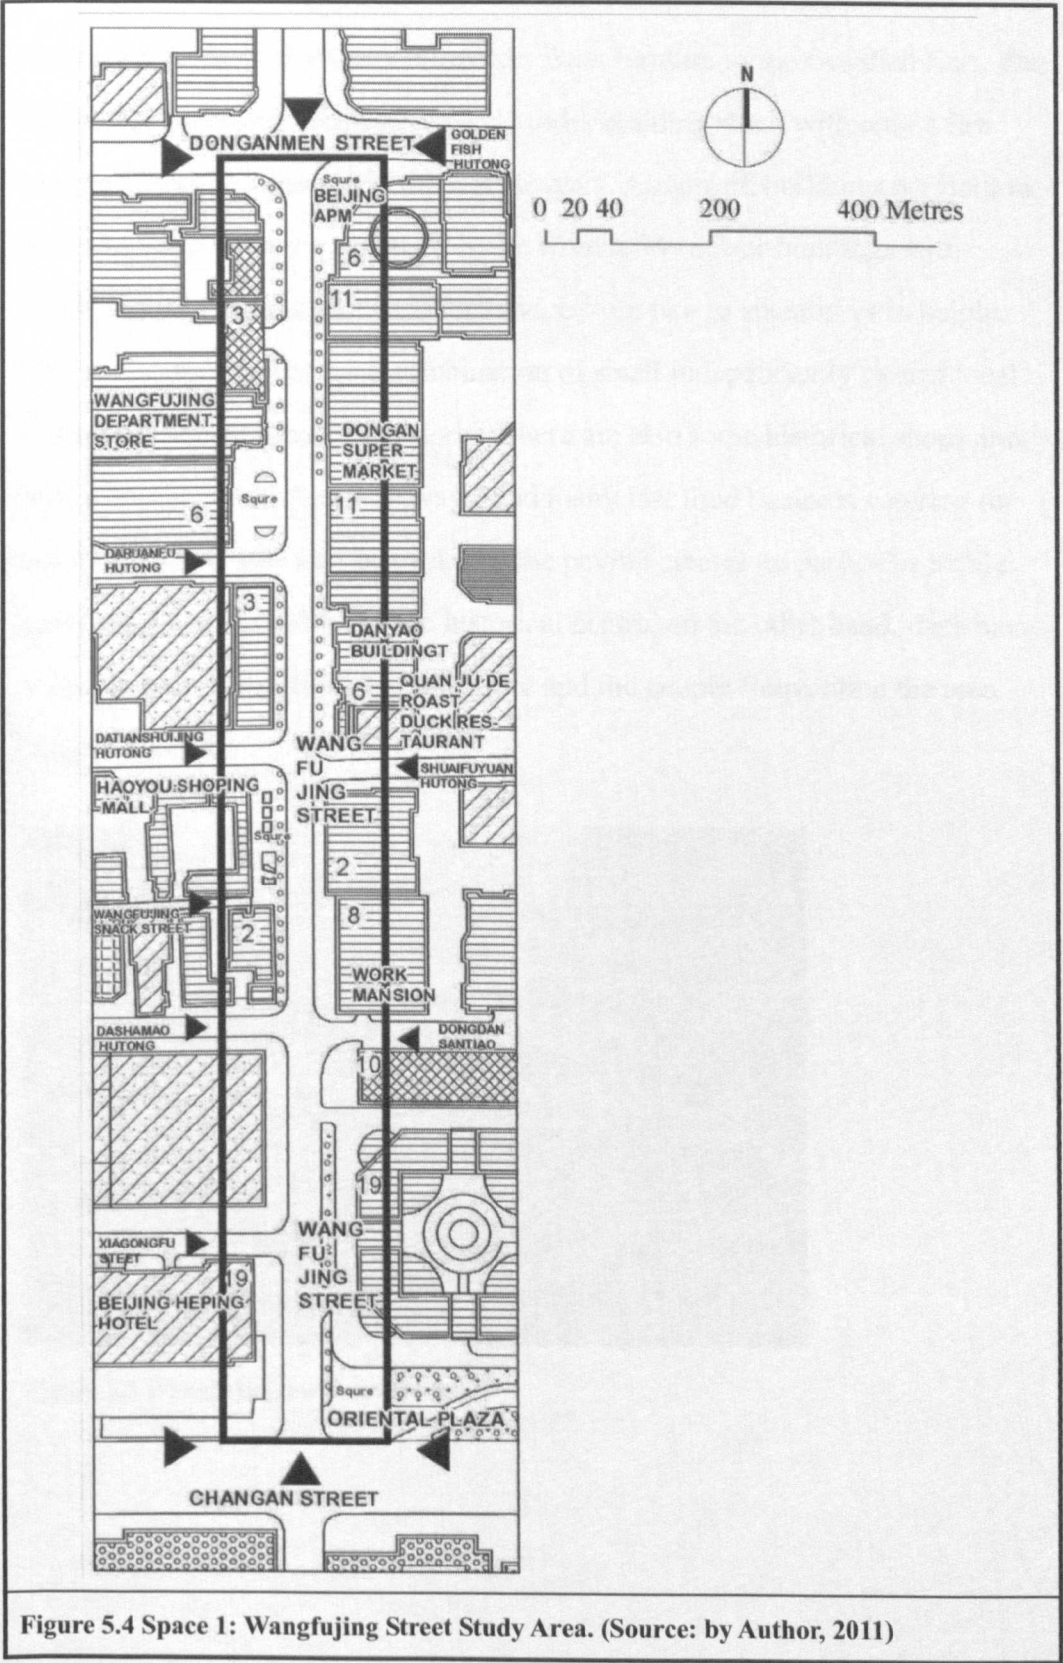 DONGANMEN STREET
GOLDEN
FISH
HUTONG
N
0 20 40 200 400 Metres
Squre
BEIJING
APM
6
11
3
WANGFUJING
DEPARTMENT
STORE
DONGAN
SUPER
MARKET
Squre
6
11
HUTONG
3
DANYAO
BUILDINGT
6
QUAN JU DE
ROAST
DUCK RES-
TAURANT
DATIANSHUIJING
HUTONG
WANG
FU
JING
STREET
SHUAIFUYUAN
HUTONG
HAOYOU SHOPING
MALL
Squre
2
WANGFUJING
SNACK STREET
2
8
WORK
MANSION
DASHAMAO
HUTONG
DONGDAN
SANTIAO
10
19
WANG
FU
JING
STREET
XIAGONGFU
STEET
19
BEIJING HEPING
HOTEL
Squre
ORIENTAL PLAZA
CHANGAN STREET
Figure 5.4 Space 1: Wangfujing Street Study Area. (Source: by Author, 2011)